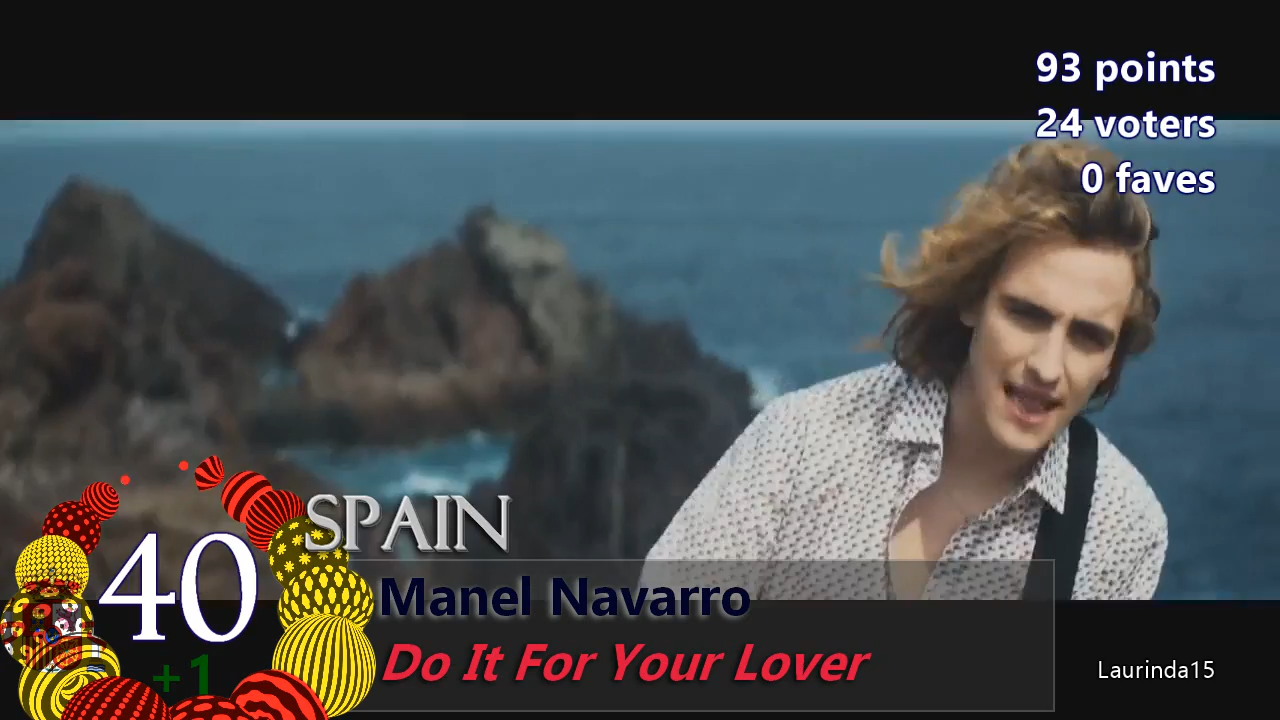 93 points
24 voters
0 faves
SPAIN
40
Manel Navarro
+1
Do It For Your Lover
Laurinda15